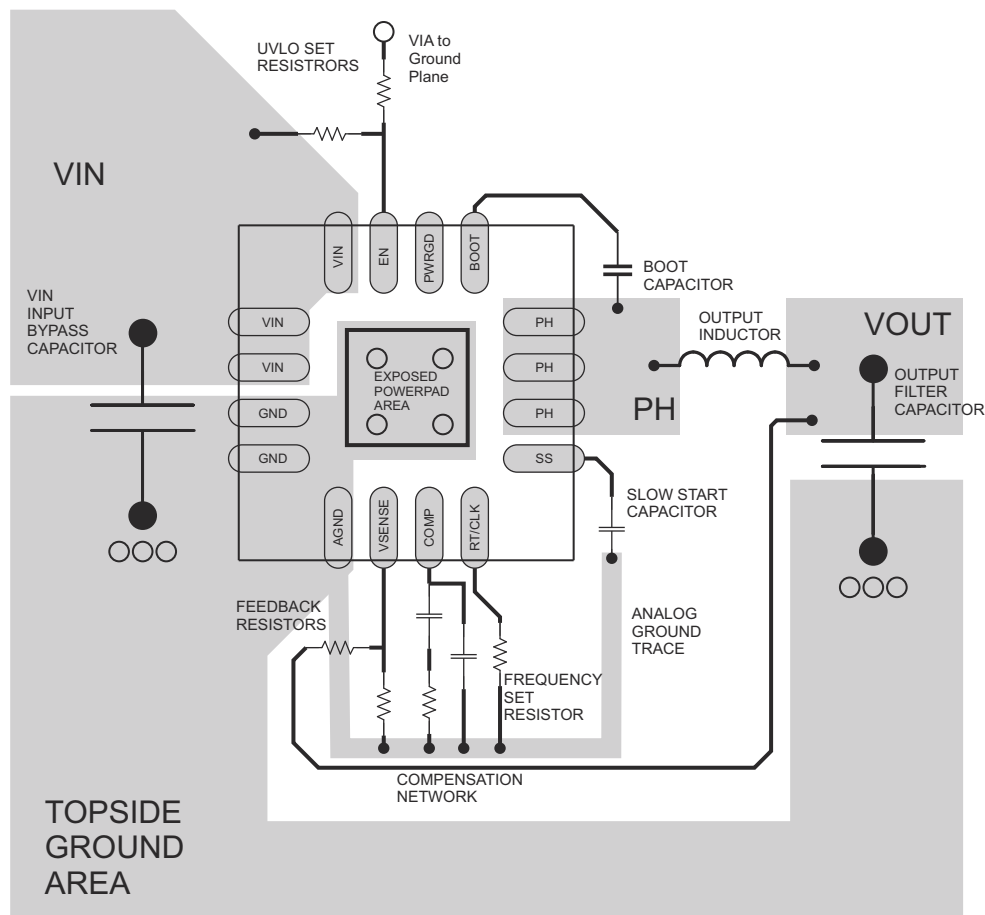 UVLO SET
RESISTRORS
VIA to
Ground
Plane
VIN
VIN
EN
PWRGD
BOOT
BOOT
CAPACITOR
VIN
INPUT
BYPASS
CAPACITOR
VIN
VIN
GND
GND
EXPOSED
POWERPAD
AREA
PH
PH
PH
SS
PH
OUTPUT
INDUCTOR
VOUT
OUTPUT
FILTER
CAPACITOR
SLOW START
CAPACITOR
AGND
VSENSE
COMP
RT/CLK
FEEDBACK
RESISTORS
ANALOG
GROUND
TRACE
FREQUENCY
SET
RESISTOR
COMPENSATION
NETWORK
TOPSIDE
GROUND
AREA